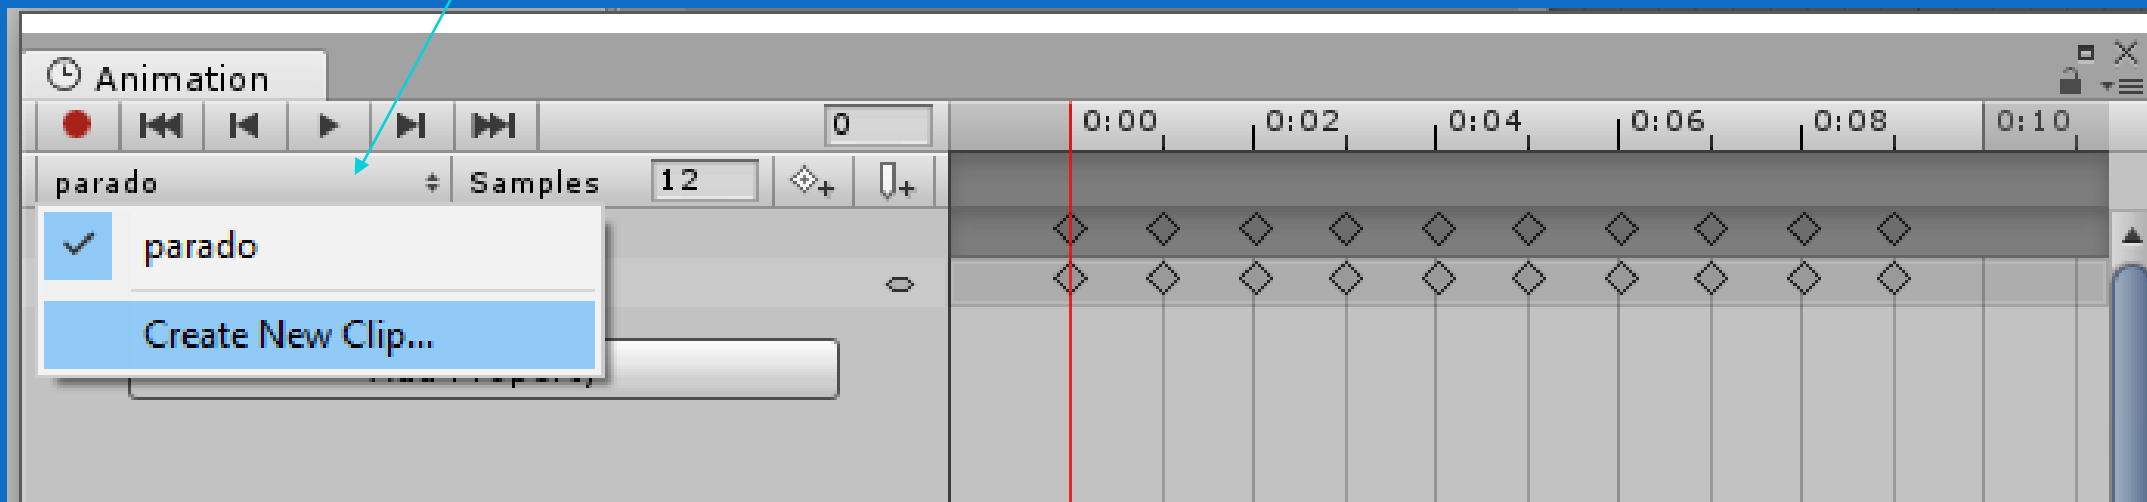 Animation
0 0:00 0:02 0:04 0:06 0:08 0:10
parado Samples 12
parado
Create New Clip...